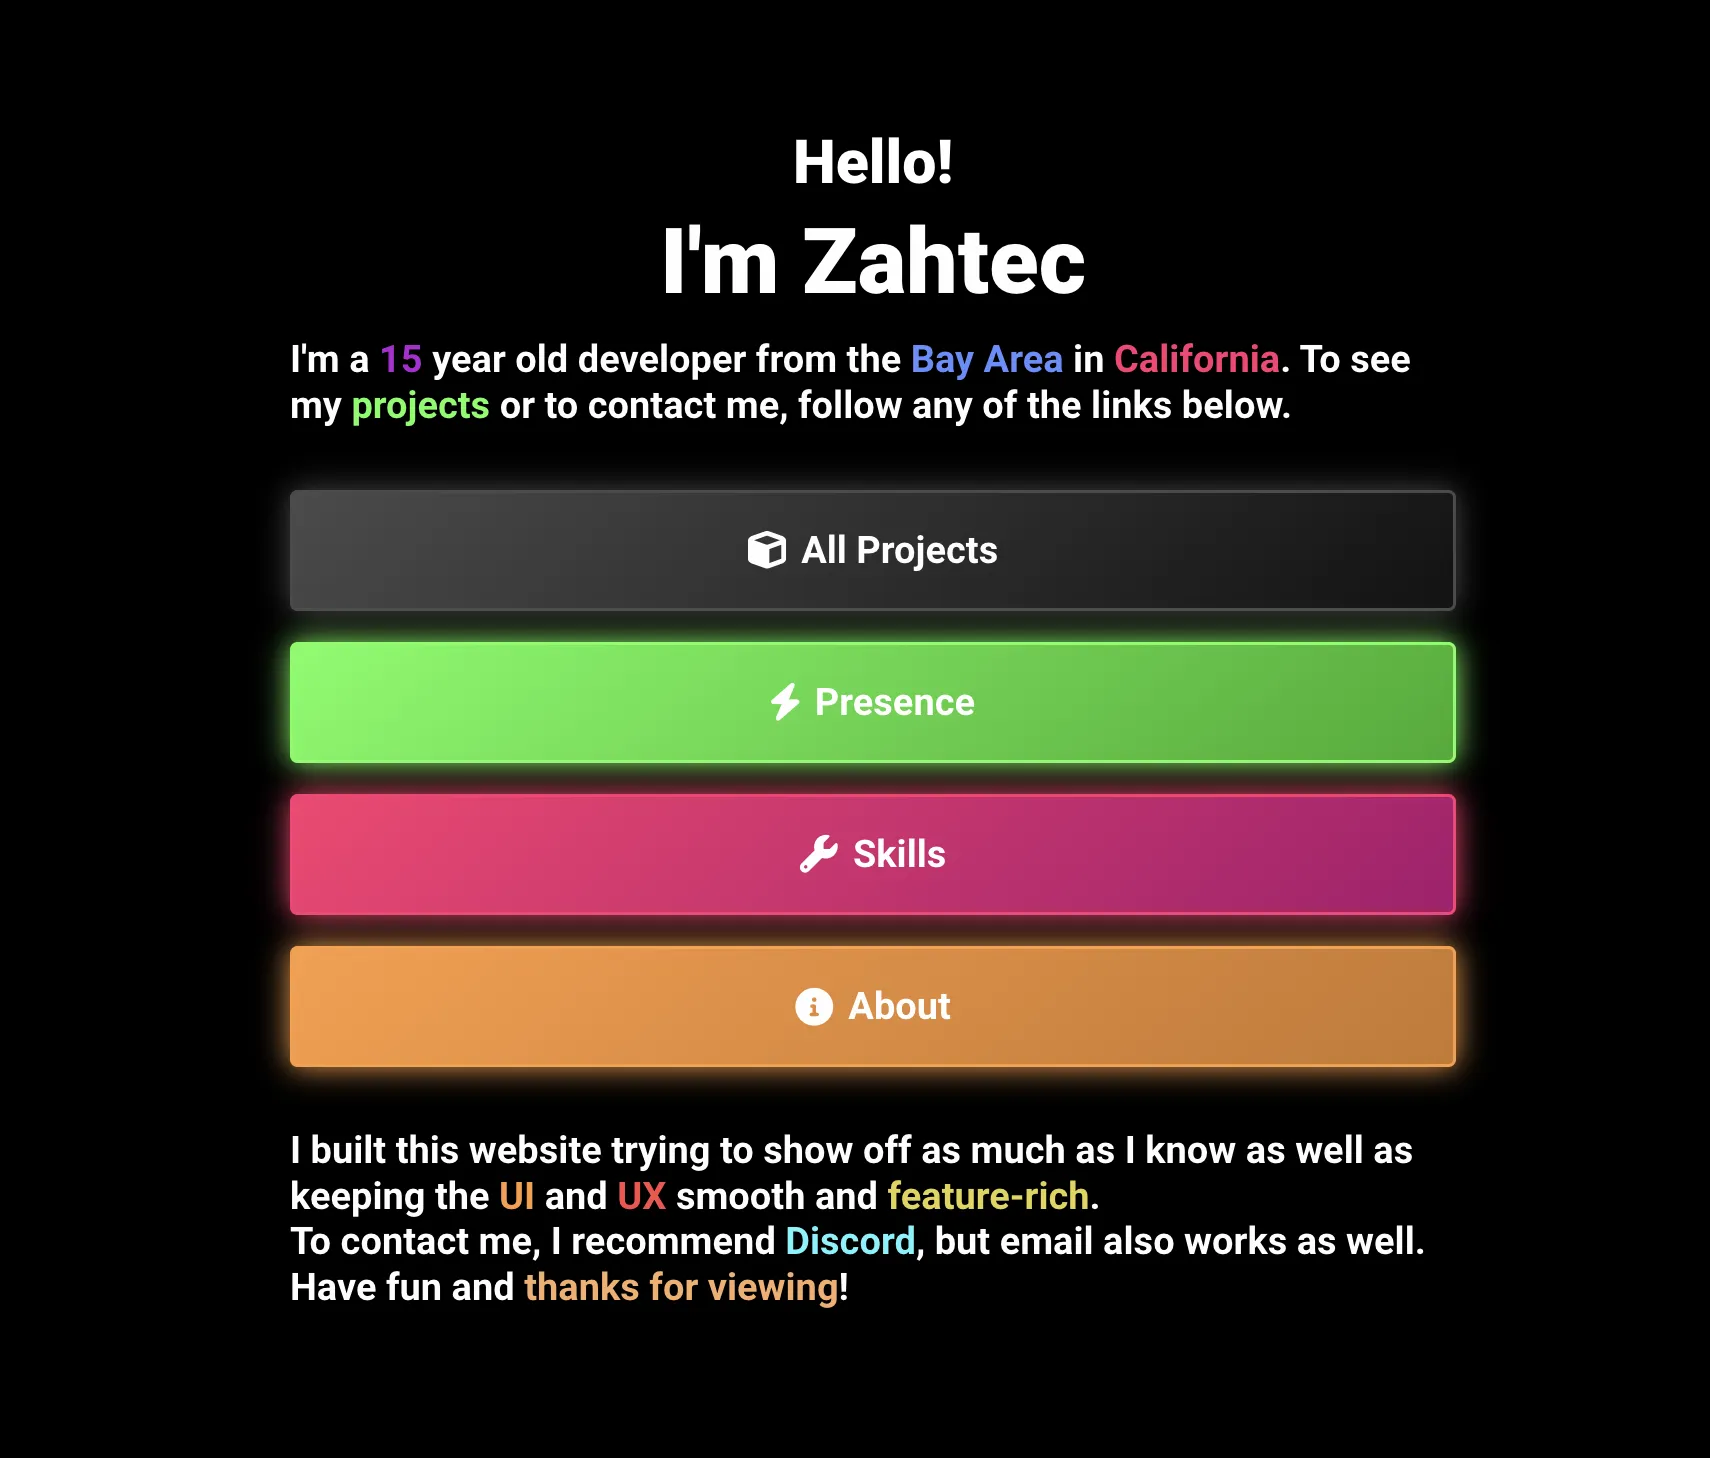 Hello!
I'm Zahtec
I'm a 15 year old developer from the Bay Area in California. To see
my projects or to contact me, follow any of the links below.
All Projects
Presence
Skills
About
I built this website trying to show off as much as I know as well as
keeping the UI and UX smooth and feature-rich.
To contact me, I recommend Discord, but email also works as well.
Have fun and thanks for viewing!